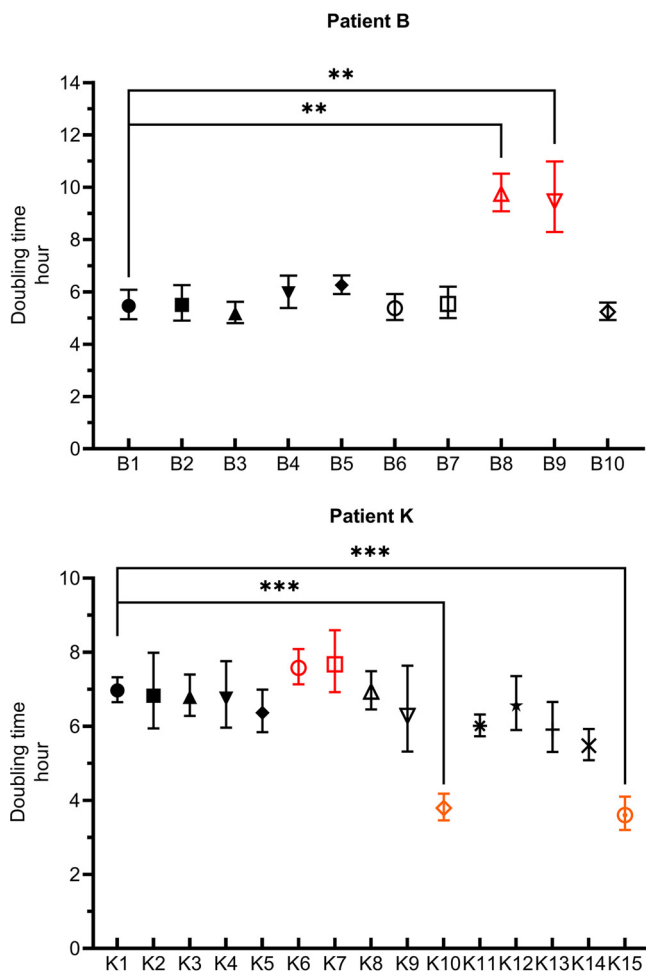 Patient B
**
**
Doubling time
hour
14
12
10
8
6
4
2
0
B1 B2 B3 B4 B5 B6 B7 B8 B9 B10
Patient K
***
***
Doubling time
hour
10
8
6
4
2
0
K1 K2 K3 K4 K5 K6 K7 K8 K9 K10 K11 K12 K13 K14 K15